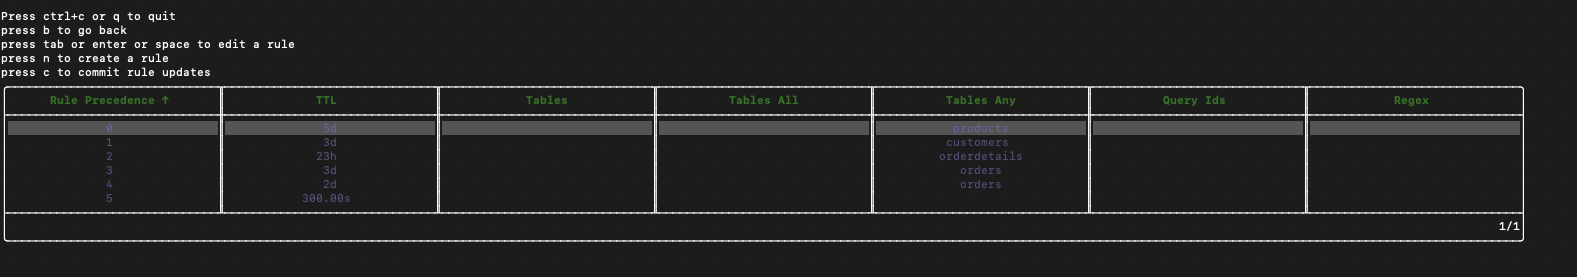 Press ctrl+c or q to quit
press b to go back
press tab or enter or space to edit a rule
press n to create a rule
press c to commit rule updates
Rule Precedence ↑ TTL Tables Tables All Tables Any Query Ids Regex
0 5d products
1 3d customers
2 23h orderdetails
3 3d orders
4 2d orders
5 300.00s
1/1